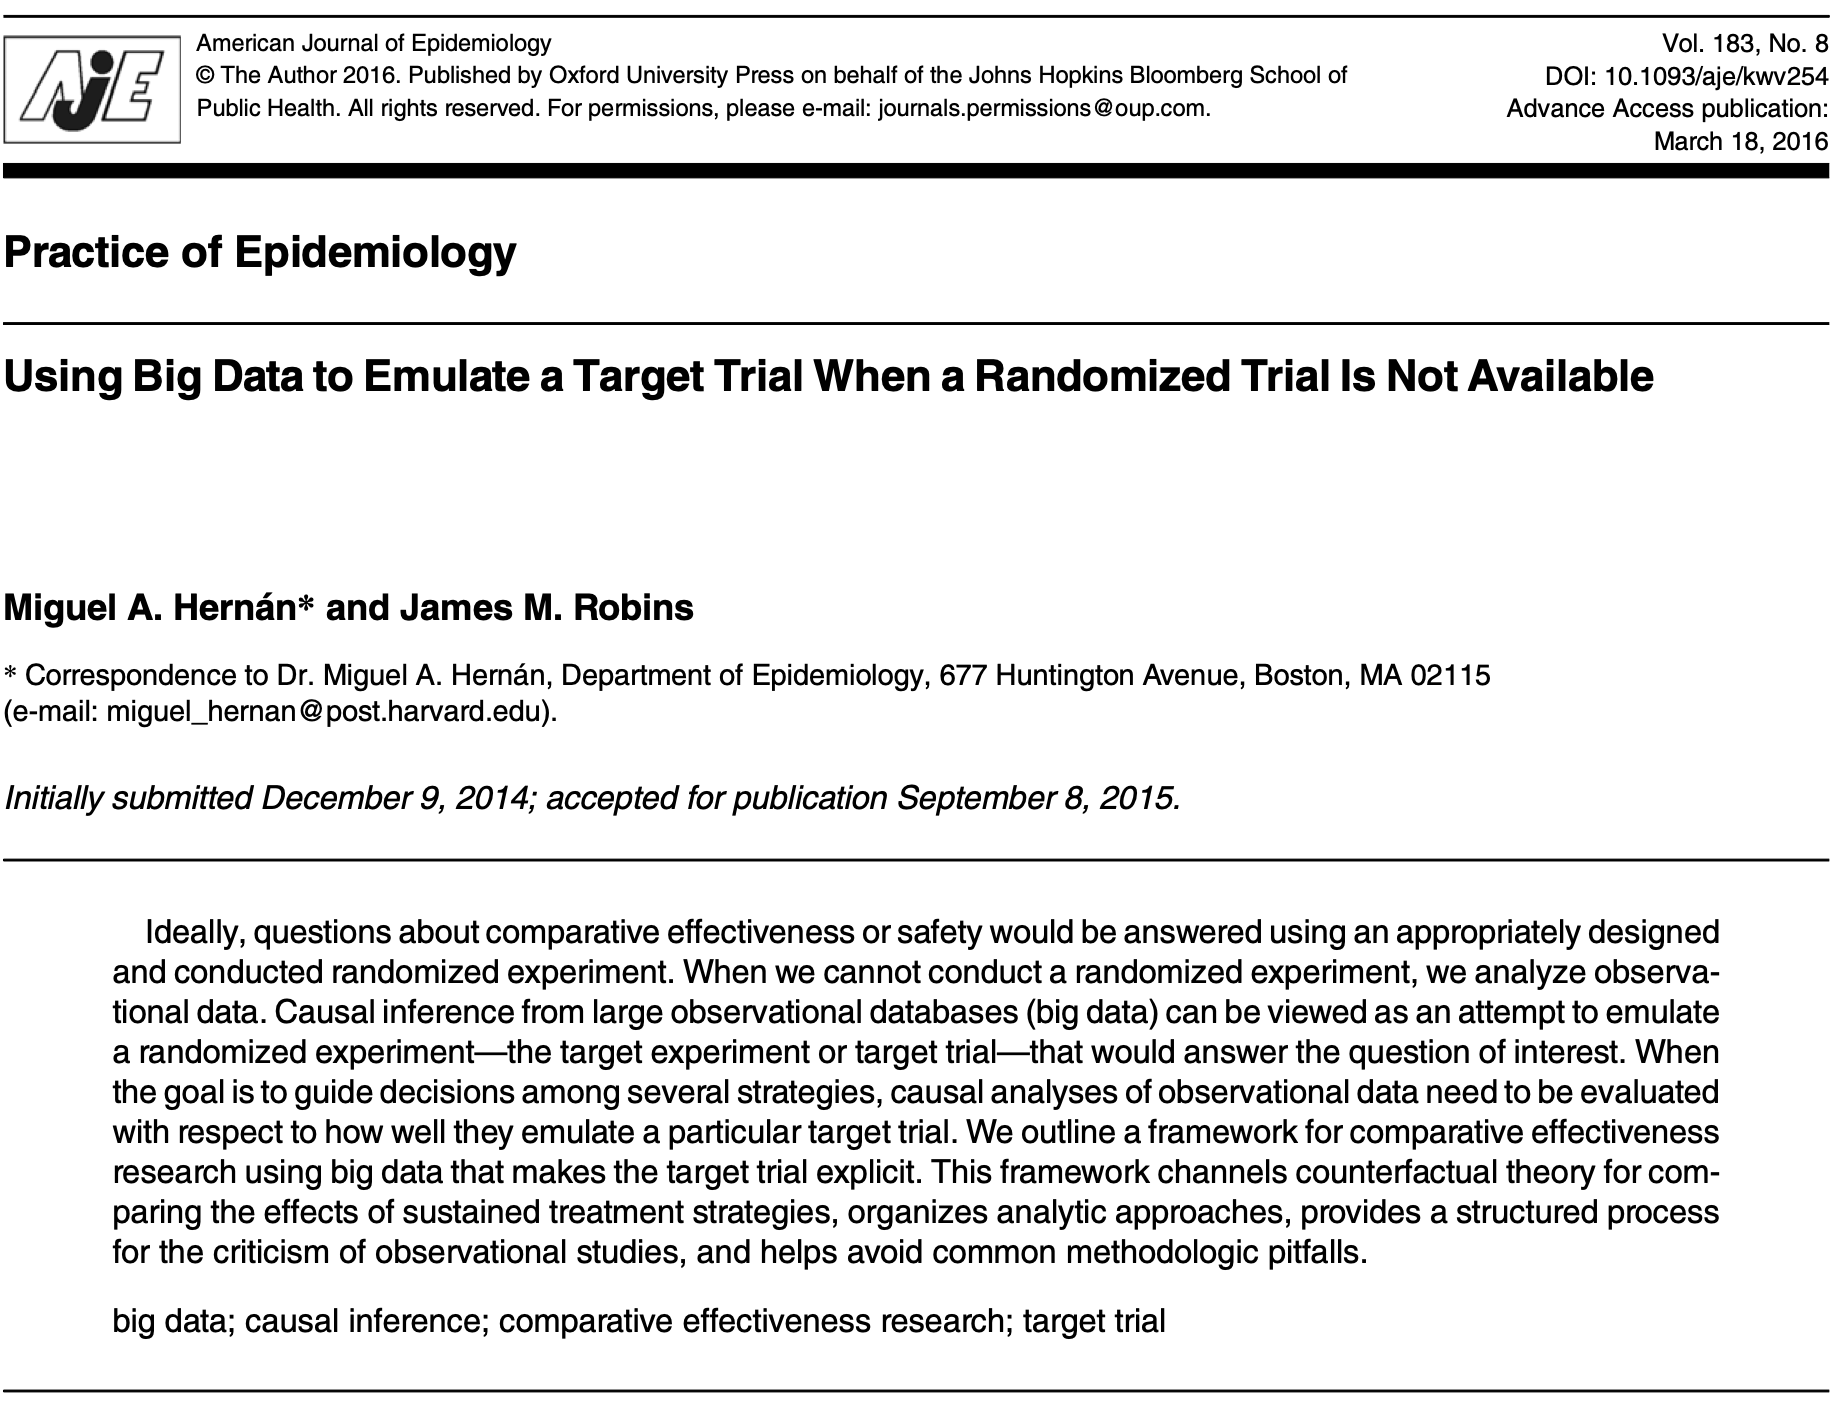 AJE
American Journal of Epidemiology
© The Author 2016. Published by Oxford University Press on behalf of the Johns Hopkins Bloomberg School of
Public Health. All rights reserved. For permissions, please e-mail: journals.permissions@oup.com.
Vol. 183, No. 8
DOI: 10.1093/aje/kwv254
Advance Access publication:
March 18, 2016
Practice of Epidemiology
Using Big Data to Emulate a Target Trial When a Randomized Trial Is Not Available
Miguel A. Hernán* and James M. Robins
* Correspondence to Dr. Miguel A. Hernán, Department of Epidemiology, 677 Huntington Avenue, Boston, MA 02115
(e-mail: miguel_hernan@post.harvard.edu).
Initially submitted December 9, 2014; accepted for publication September 8, 2015.
Ideally, questions about comparative effectiveness or safety would be answered using an appropriately designed
and conducted randomized experiment. When we cannot conduct a randomized experiment, we analyze observa-
tional data. Causal inference from large observational databases (big data) can be viewed as an attempt to emulate
a randomized experiment—the target experiment or target trial—that would answer the question of interest. When
the goal is to guide decisions among several strategies, causal analyses of observational data need to be evaluated
with respect to how well they emulate a particular target trial. We outline a framework for comparative effectiveness
research using big data that makes the target trial explicit. This framework channels counterfactual theory for com-
paring the effects of sustained treatment strategies, organizes analytic approaches, provides a structured process
for the criticism of observational studies, and helps avoid common methodologic pitfalls.
big data; causal inference; comparative effectiveness research; target trial